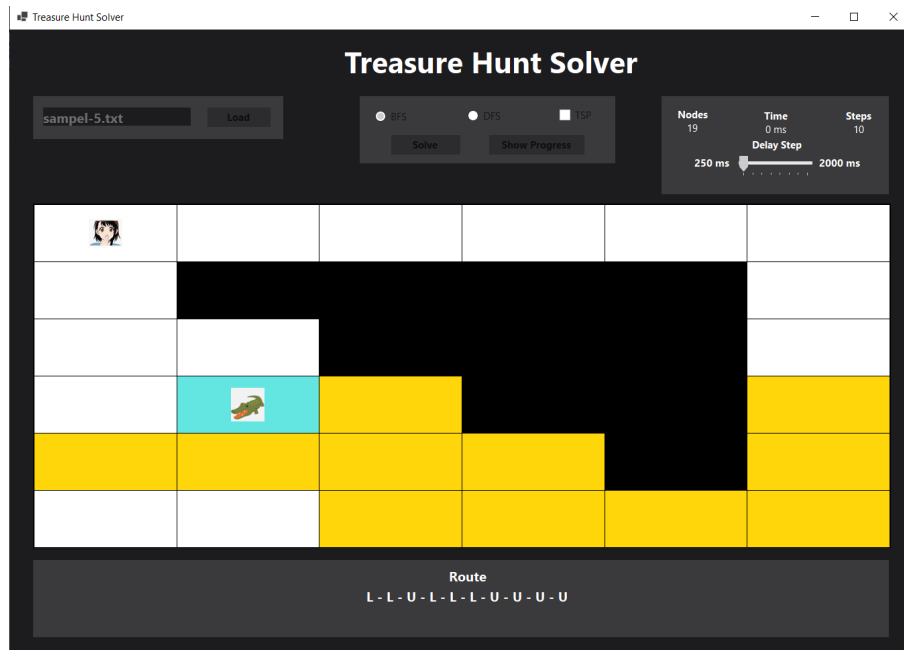 Treasure Hunt Solver
Treasure Hunt Solver
sampel-5.txt Load
BFS DFS TSP
Solve Show Progress
Nodes Time Steps
19 0 ms 10
Delay Step
250 ms 2000 ms
Route
L - L - U - L - L - L - U - U - U - U